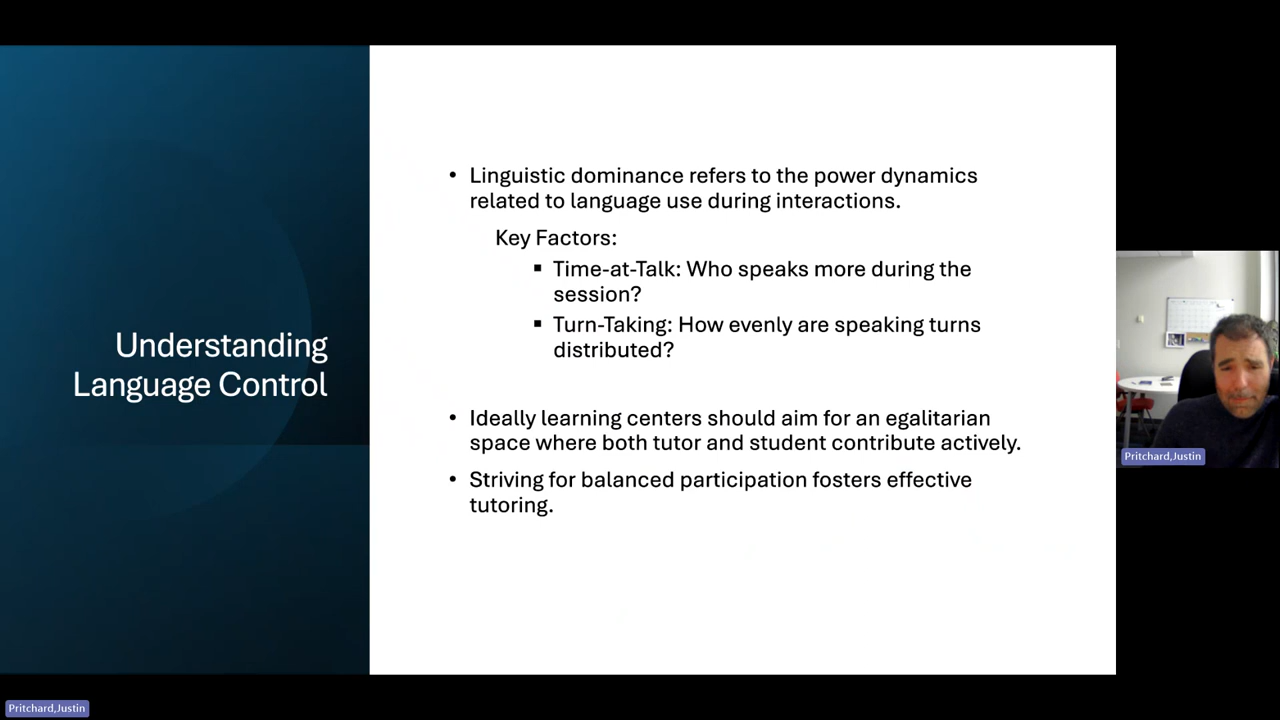 Understanding
Language Control
• Linguistic dominance refers to the power dynamics
related to language use during interactions.
Key Factors:
▪ Time-at-Talk: Who speaks more during the
session?
▪ Turn-Taking: How evenly are speaking turns
distributed?
• Ideally learning centers should aim for an egalitarian
space where both tutor and student contribute actively.
• Striving for balanced participation fosters effective
tutoring.
Pritchard,Justin
Pritchard,Justin